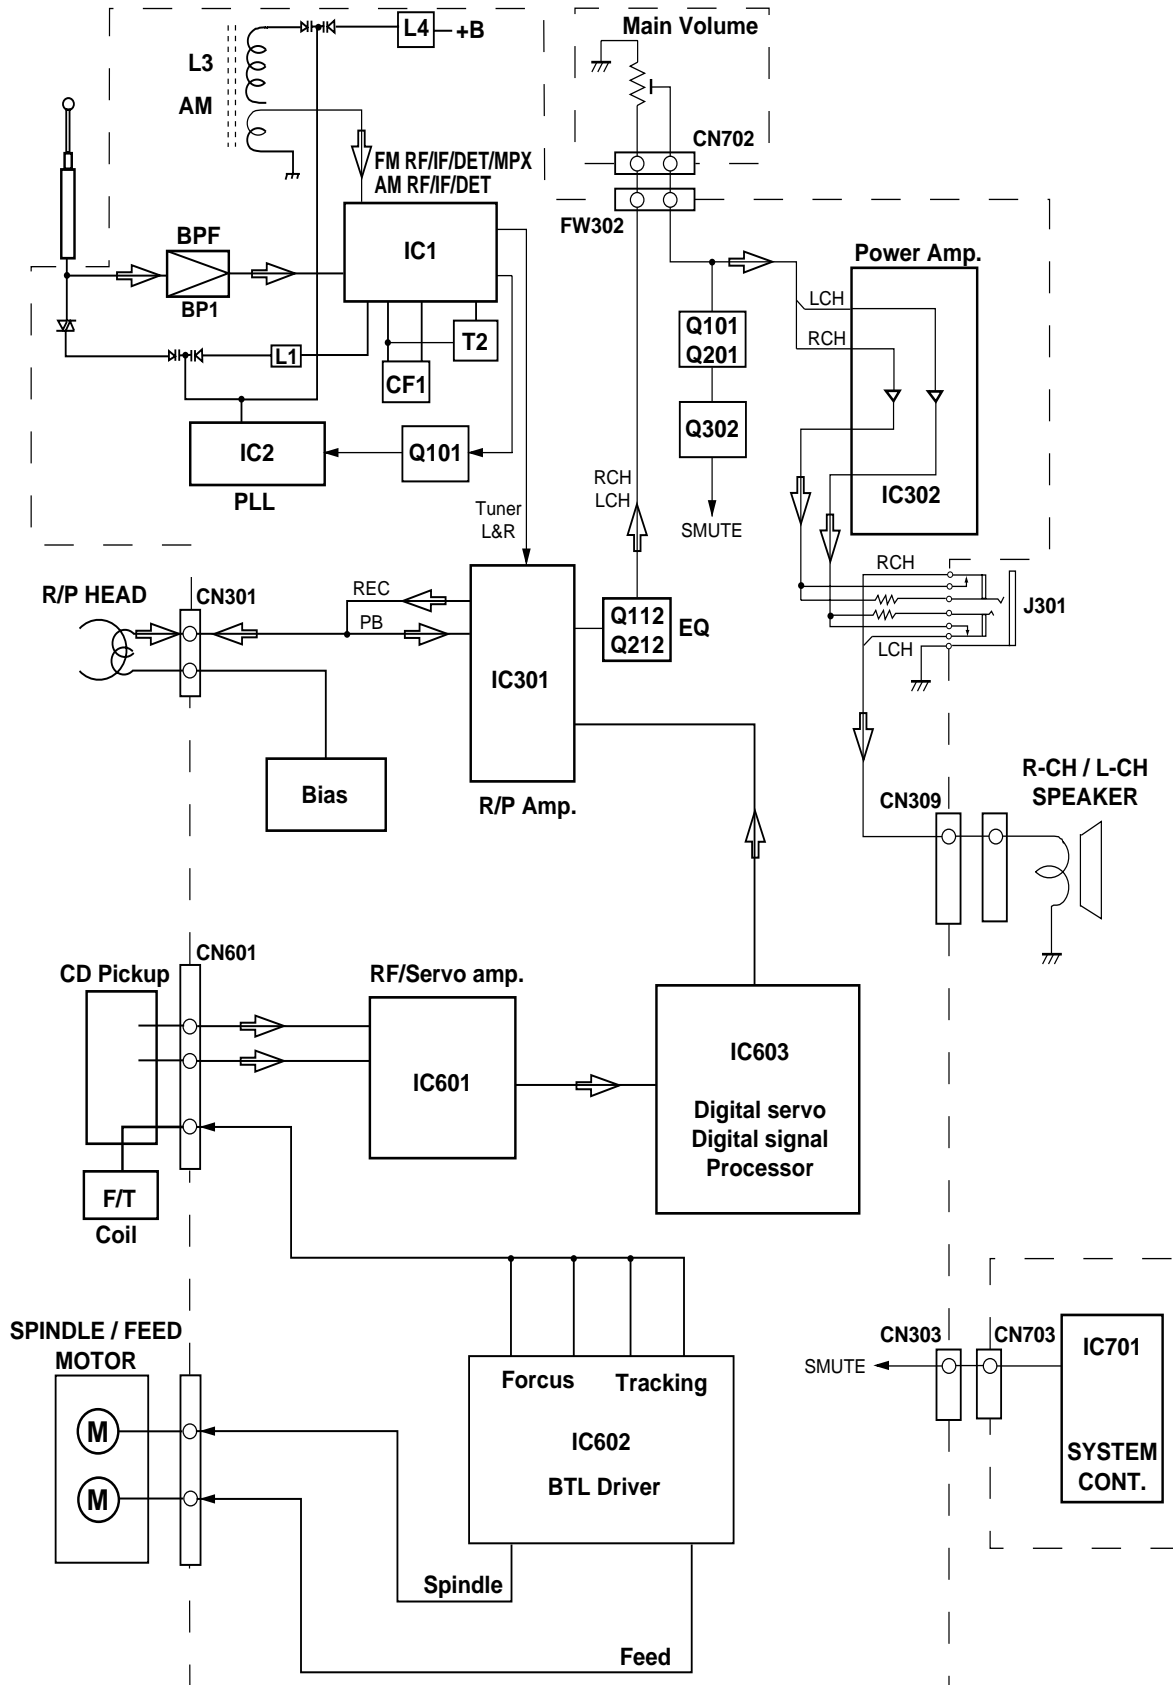 Main Volume
L4
+B
L3
AM
CN702
FM RF/IF/DET/MPX
AM RF/IF/DET
FW302
BPF
IC1
Power Amp.
BP1
LCH
RCH
Q101
Q201
T2
L1
CF1
Q302
IC2
Q101
IC302
PLL
RCH
LCH
Tuner
L&R
SMUTE
RCH
R/P HEAD
CN301
REC
PB
Q112
Q212
EQ
J301
LCH
IC301
Bias
R/P Amp.
R-CH / L-CH
SPEAKER
CN309
CN601
CD Pickup
RF/Servo amp.
IC601
IC603
Digital servo
Digital signal
Processor
F/T
Coil
SPINDLE / FEED
MOTOR
CN303
CN703
IC701
SMUTE
Forcus
Tracking
M
IC602
BTL Driver
SYSTEM
CONT.
M
Spindle
Feed